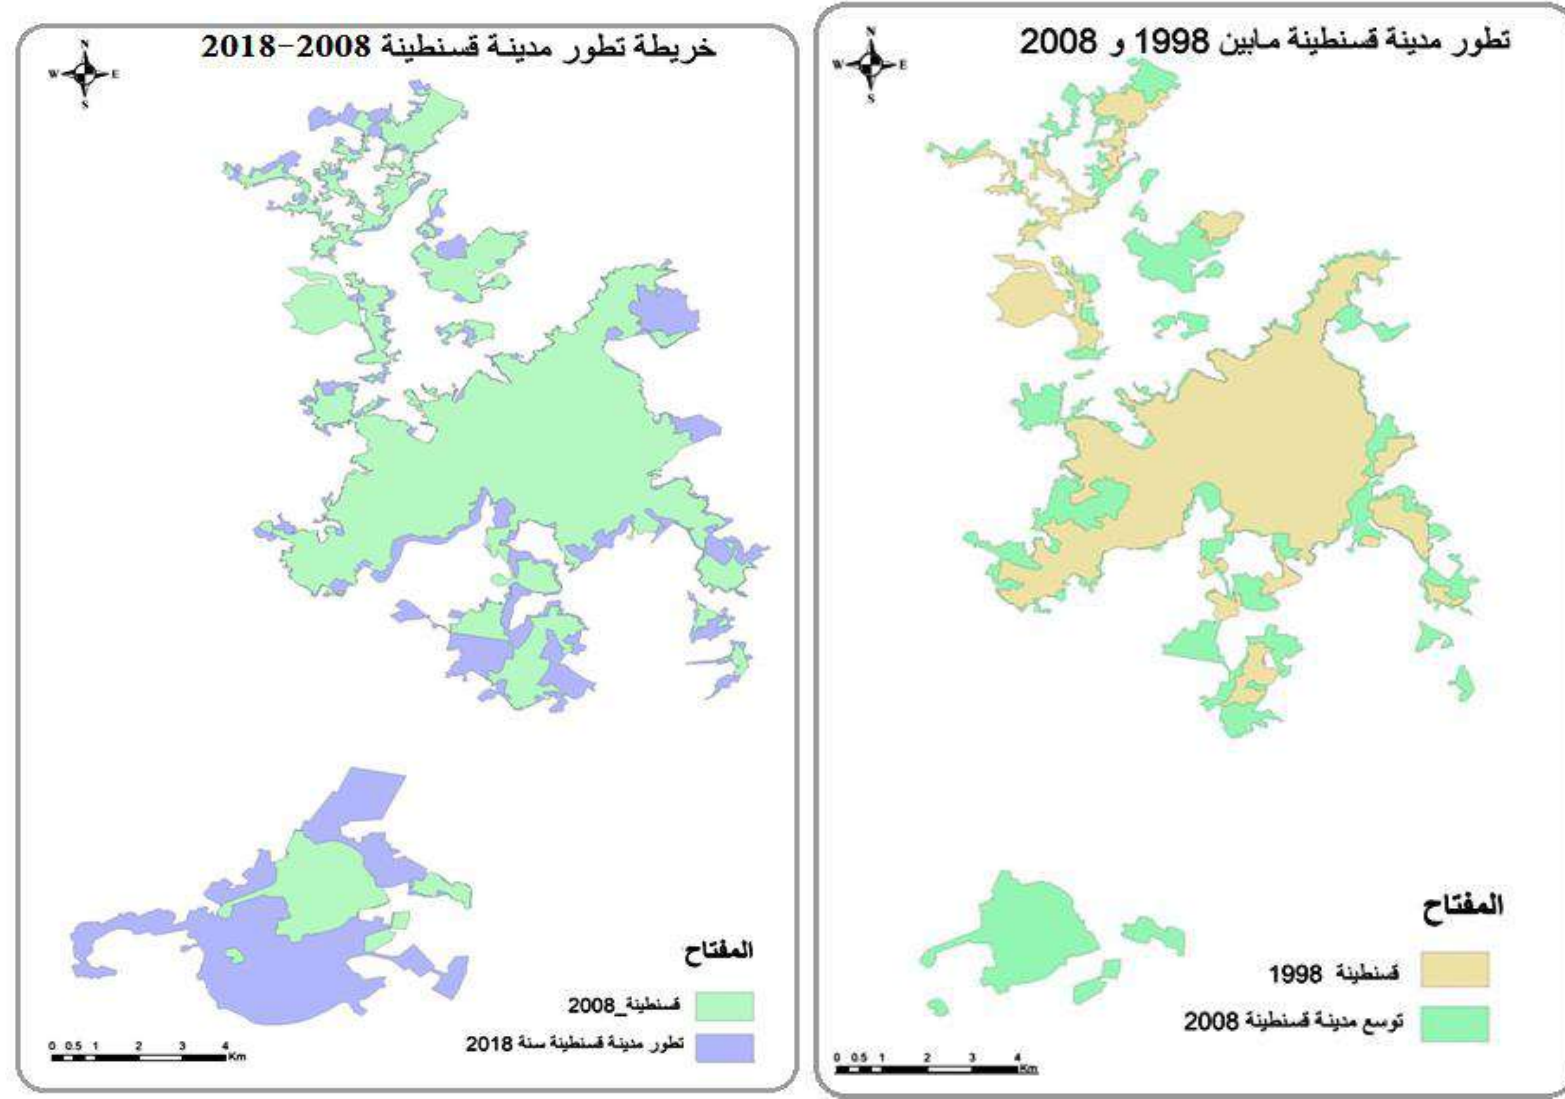 خريطة تطور مدينة قسنطينة 2008-2018
N
W E
S
المفتاح
قسنطينة_2008
تطور مدينة قسنطينة سنة 2018
0 0.5 1 2 3 4
Km
تطور مدينة قسنطينة مابين 1998 و 2008
N
W E
S
المفتاح
قسنطينة 1998
توسع مدينة قسنطينة 2008
0 0.5 1 2 3 4
Km